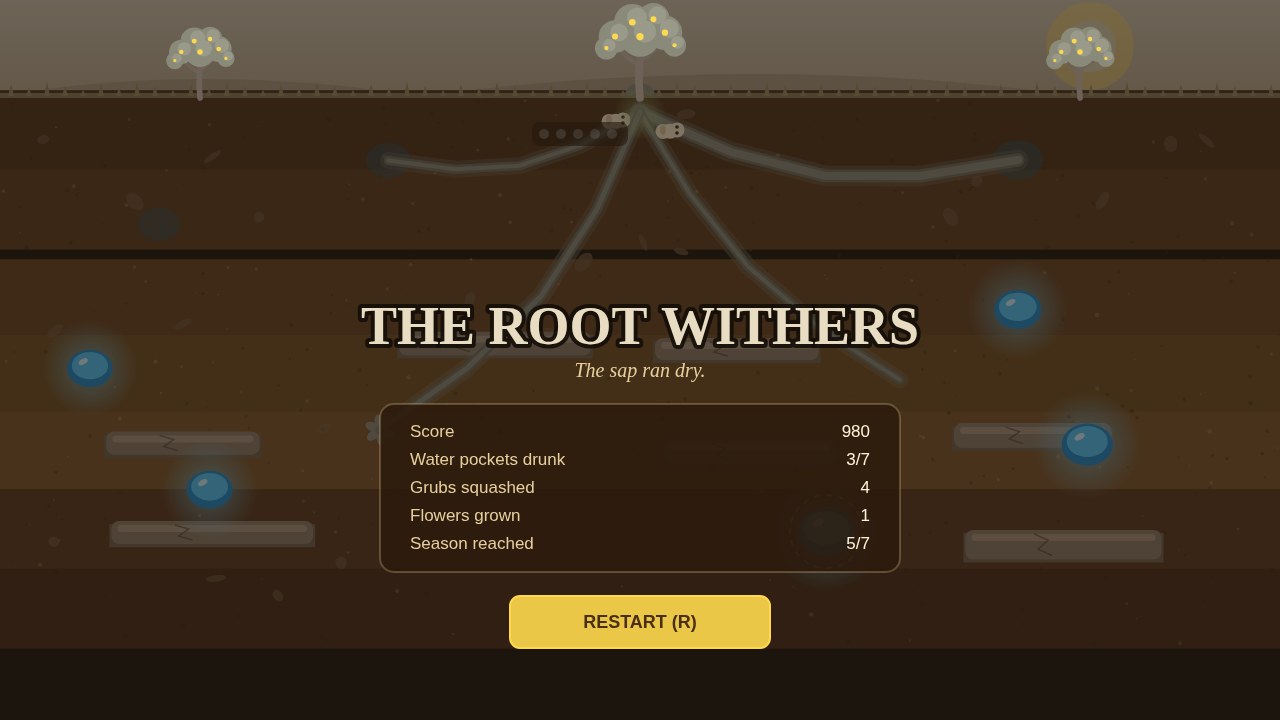 THE ROOT WITHERS
The sap ran dry.
Score 980
Water pockets drunk 3/7
Grubs squashed 4
Flowers grown 1
Season reached 5/7
RESTART (R)